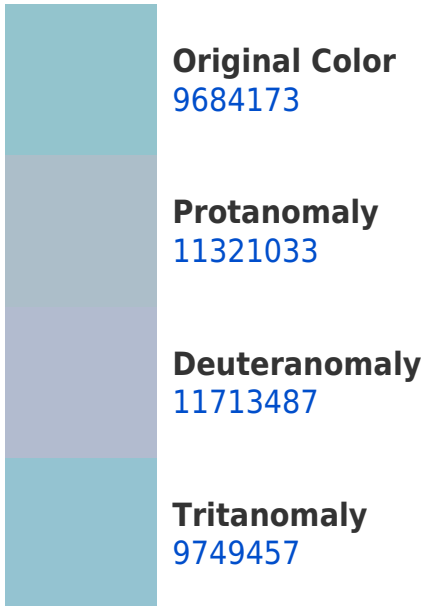 Original Color
9684173
Protanomaly
11321033
Deuteranomaly
11713487
Tritanomaly
9749457